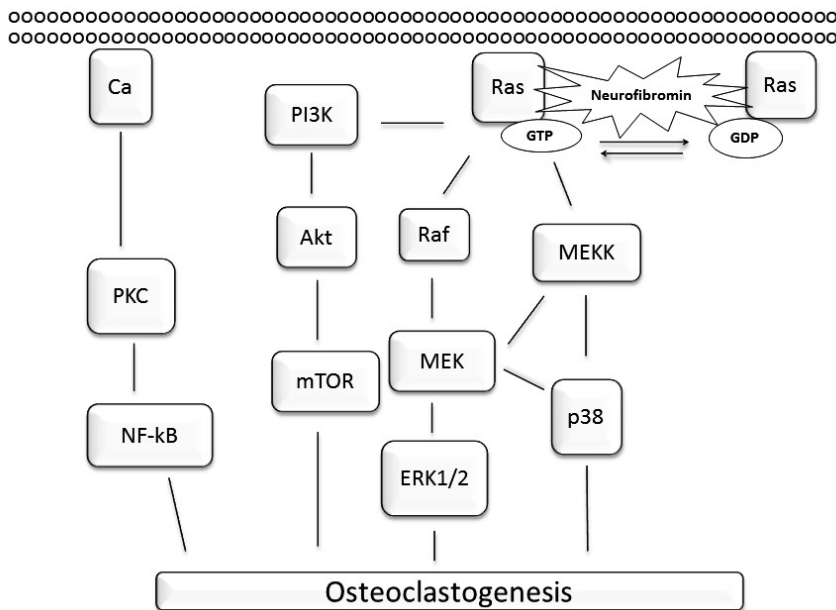 Ca
PI3K
Ras
Neurofibromin
Ras
GTP
GDP
Akt
Raf
MEKK
PKC
mTOR
MEK
p38
NF-kB
ERK1/2
Osteoclastogenesis